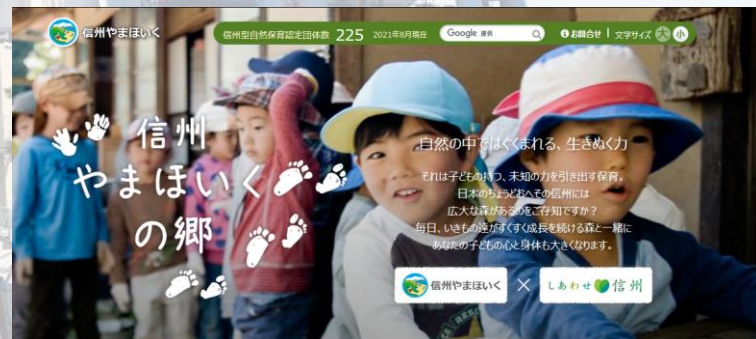 信州やまほいく
信州型自然保育認定団体数 225 2021年8月現在
Google 提供
お問合せ
文字サイズ 大 小
信州
やまほいく
の郷
自然の中ではぐくまれる、生きぬく力
それは子どもの持つ、未知の力を引き出す保育。
日本のちょうどおへその信州には
広大な森があるのをご存知ですか？
毎日、いきもの達がすくすく成長を続ける森と一緒に
あなたの子どもの心と身体も大きくなります。
信州やまほいく × しあわせ信州